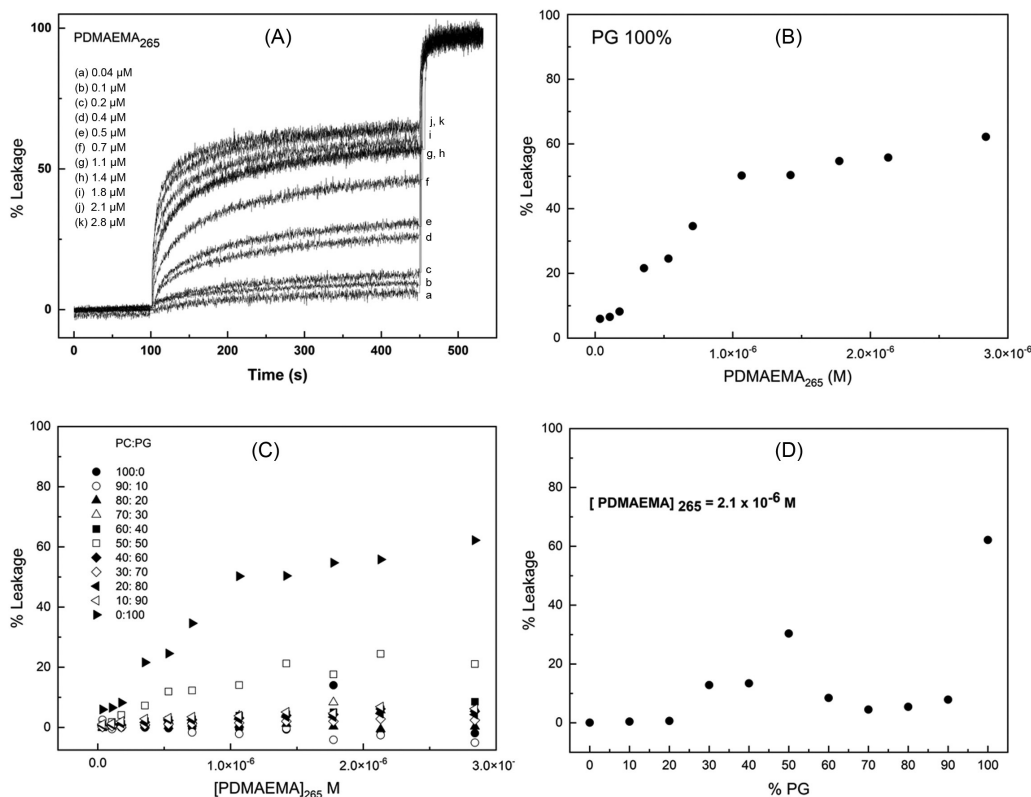 (A)
PDMAEMA265
(a) 0.04 µM
(b) 0.1 µM
(c) 0.2 µM
(d) 0.4 µM
(e) 0.5 µM
(f) 0.7 µM
(g) 1.1 µM
(h) 1.4 µM
(i) 1.8 µM
(j) 2.1 µM
(k) 2.8 µM
j, k
i
g, h
f
e
d
c
b
a
100
50
0
% Leakage
0 100 200 300 400 500
Time (s)
(B)
PG 100%
100
80
60
40
20
0
% Leakage
0.0 1.0×10-6 2.0×10-6 3.0×10-6
PDMAEMA265 (M)
(C)
PC:PG
100:0
90: 10
80: 20
70: 30
60: 40
50: 50
40: 60
30: 70
20: 80
10: 90
0:100
100
80
60
40
20
0
% Leakage
0.0 1.0×10-6 2.0×10-6 3.0×10-
[PDMAEMA]265 M
(D)
[ PDMAEMA] 265 = 2.1 x 10-6 M
100
80
60
40
20
0
% Leakage
0 10 20 30 40 50 60 70 80 90 100
% PG